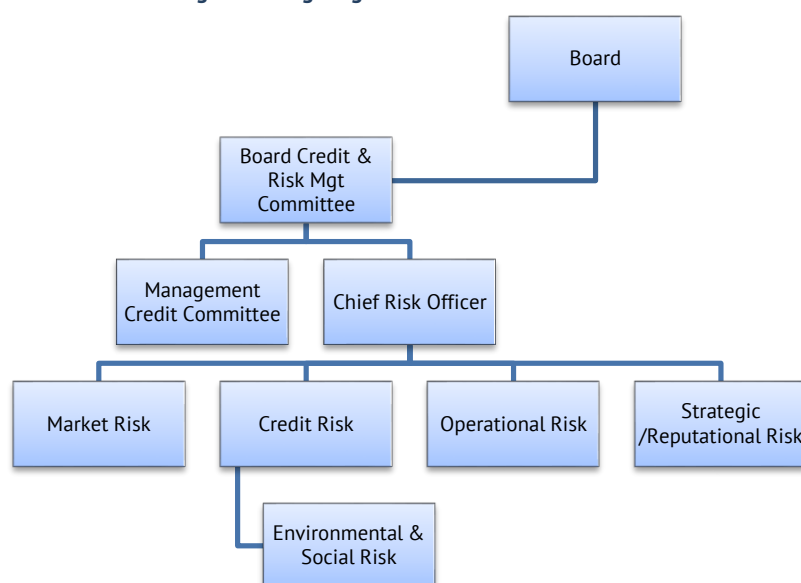 Board
Board Credit &
Risk Mgt
Committee
Management
Credit Committee
Chief Risk Officer
Market Risk
Credit Risk
Operational Risk
Strategic
/Reputational Risk
Environmental &
Social Risk